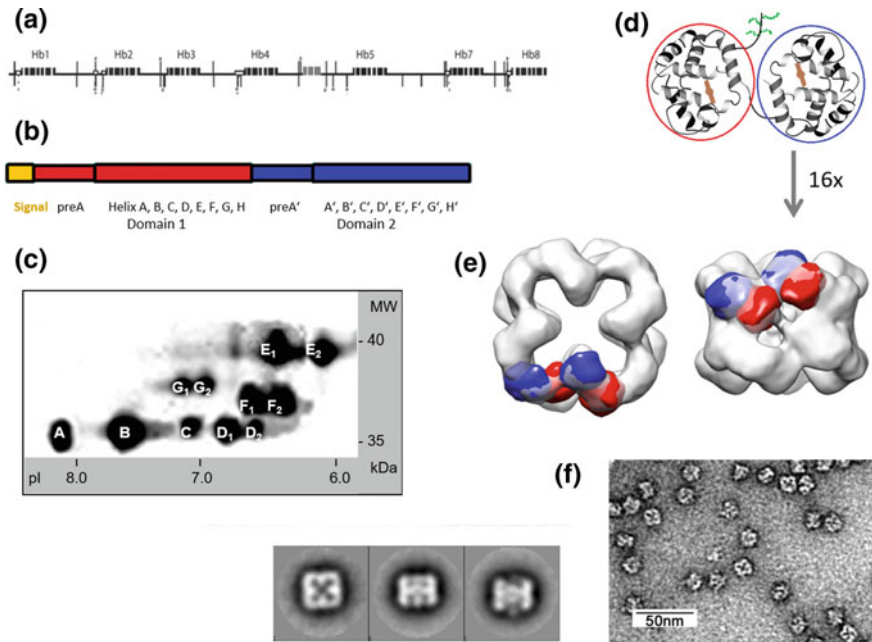 (a)
Hb1 Hb2 Hb3 Hb4 Hb5 Hb7 Hb8
(b)
Signal preA Helix A, B, C, D, E, F, G, H preA‘ A‘, B‘, C‘, D‘, E‘, F‘, G‘, H‘
Domain 1 Domain 2
(c)
MW
E1 E2 - 40
G1 G2
F1 F2
A B C D1 D2 - 35
kDa
pI 8.0 7.0 6.0
(d)
16x
(e)
(f)
50nm